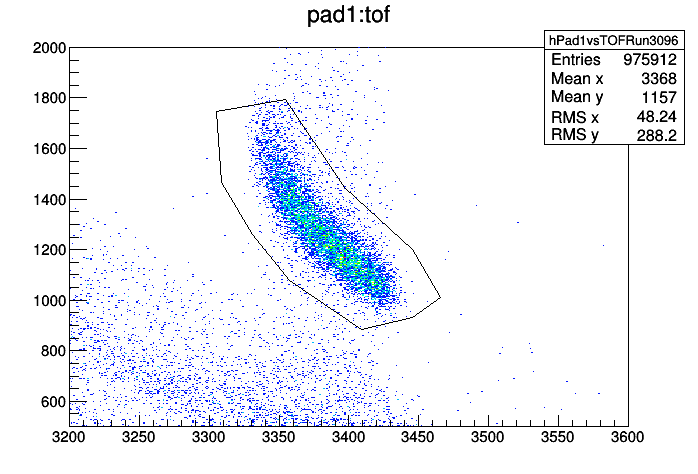 pad1:tof
hPad1vsTOFRun3096
Entries 975912
Mean x 3368
Mean y 1157
RMS x 48.24
RMS y 288.2
2000
1800
1600
1400
1200
1000
800
600
3200 3250 3300 3350 3400 3450 3500 3550 3600